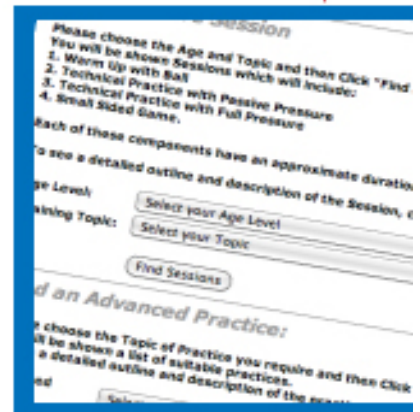 Session
Please choose the Age and Topic and then Click "Find
You will be shown Sessions which will include:
1. Warm Up with Ball
2. Technical Practice with Passive Pressure
3. Technical Practice with Full Pressure
4. Small Sided Game.
Each of these components have an approximate duratio
To see a detailed outline and description of the Session,
ge Level: Select your Age Level
aining Topic: Select your Topic
Find Sessions
d an Advanced Practice:
e choose the Topic of Practice you require and then Click
ill be shown a list of suitable practices.
a detailed outline and description of the